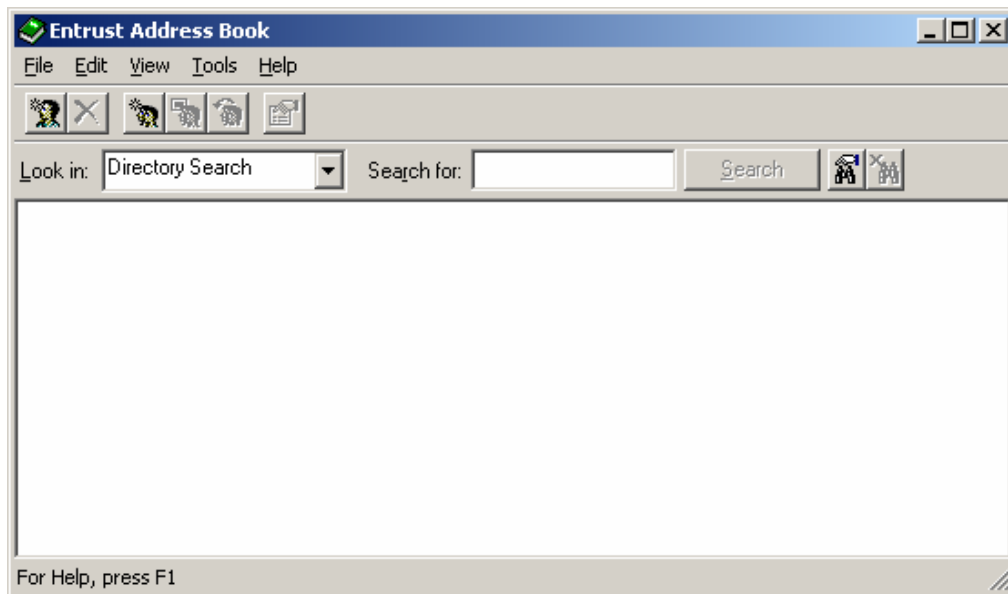 Entrust Address Book
File Edit View Tools Help
Look in: Directory Search Search for: Search
For Help, press F1